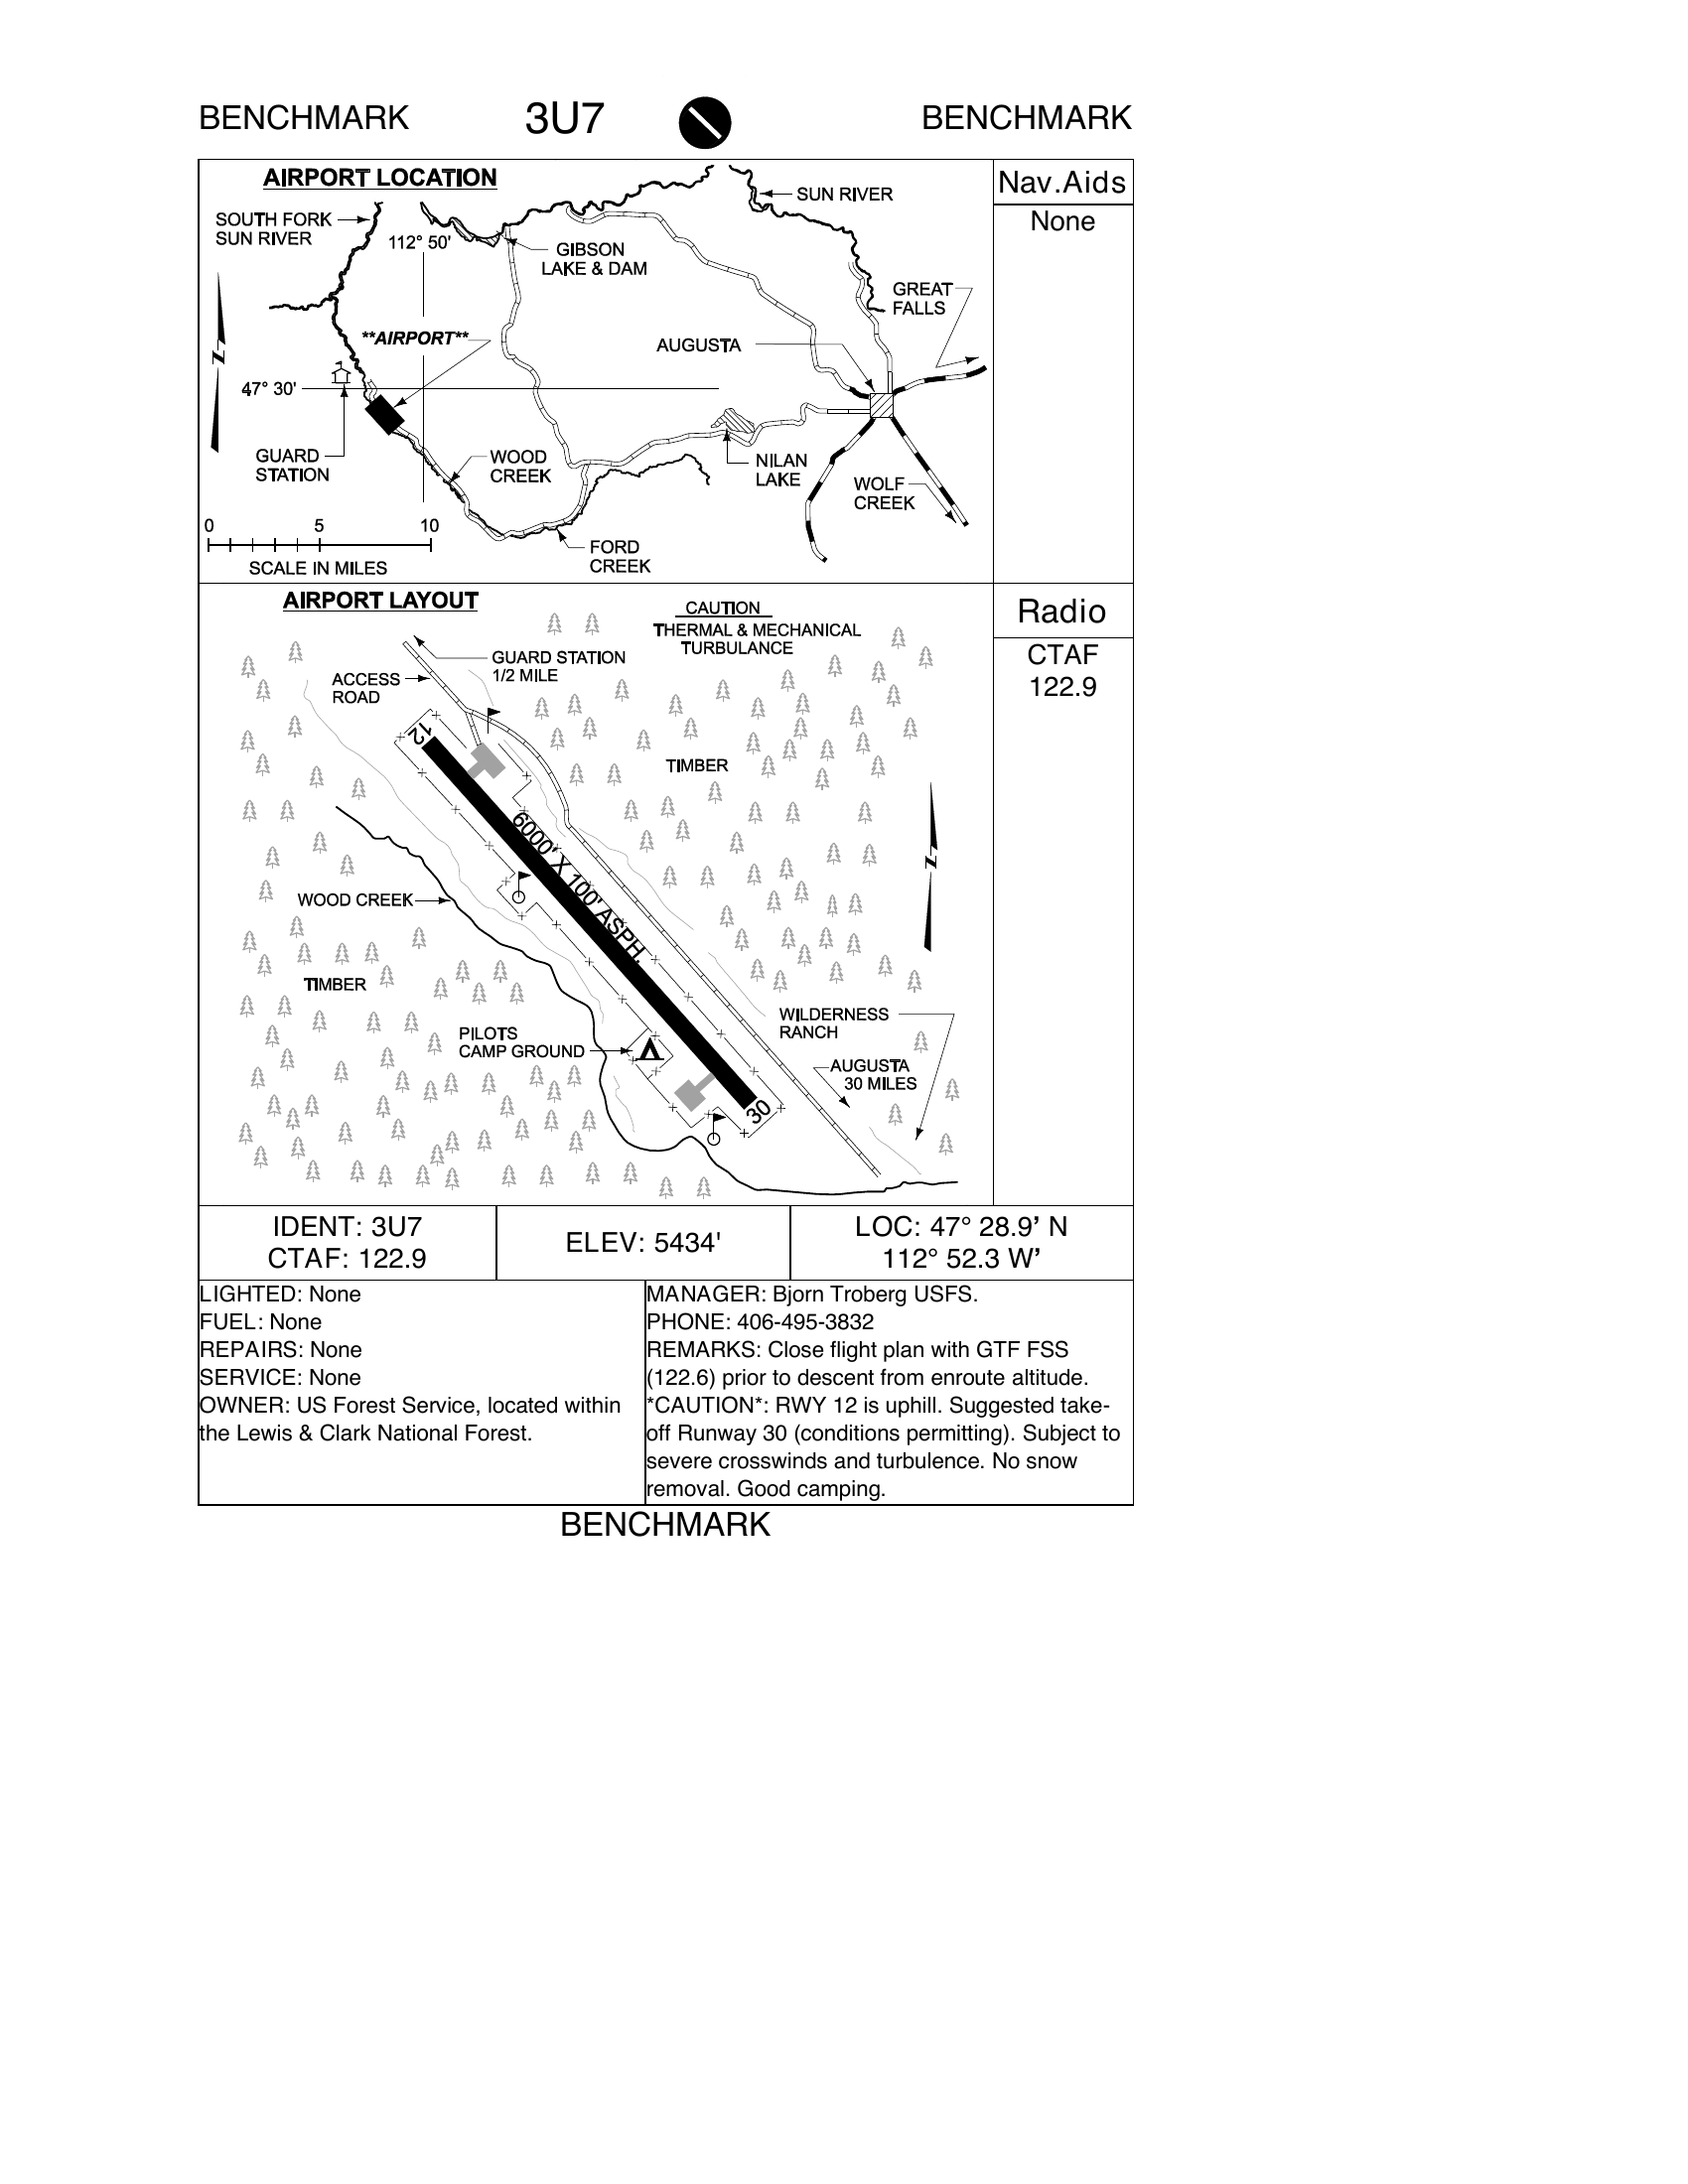 BENCHMARK 3U7 BENCHMARK
AIRPORT LOCATION
SOUTH FORK
SUN RIVER
112° 50'
SUN RIVER
GIBSON
LAKE & DAM
GREAT
FALLS
**AIRPORT**
AUGUSTA
N
47° 30'
GUARD
STATION
WOOD
CREEK
NILAN
LAKE
WOLF
CREEK
0 5 10
SCALE IN MILES
FORD
CREEK
Nav.Aids
None
AIRPORT LAYOUT
CAUTION
THERMAL & MECHANICAL
TURBULANCE
GUARD STATION
1/2 MILE
ACCESS
ROAD
12
TIMBER
6000' X 100' ASPH.
N
WOOD CREEK
TIMBER
PILOTS
CAMP GROUND
WILDERNESS
RANCH
AUGUSTA
30 MILES
30
Radio
CTAF
122.9
IDENT: 3U7
CTAF: 122.9
ELEV: 5434'
LOC: 47° 28.9’ N
112° 52.3 W’
LIGHTED: None
FUEL: None
REPAIRS: None
SERVICE: None
OWNER: US Forest Service, located within
the Lewis & Clark National Forest.
MANAGER: Bjorn Troberg USFS.
PHONE: 406-495-3832
REMARKS: Close flight plan with GTF FSS
(122.6) prior to descent from enroute altitude.
*CAUTION*: RWY 12 is uphill. Suggested take-
off Runway 30 (conditions permitting). Subject to
severe crosswinds and turbulence. No snow
removal. Good camping.
BENCHMARK